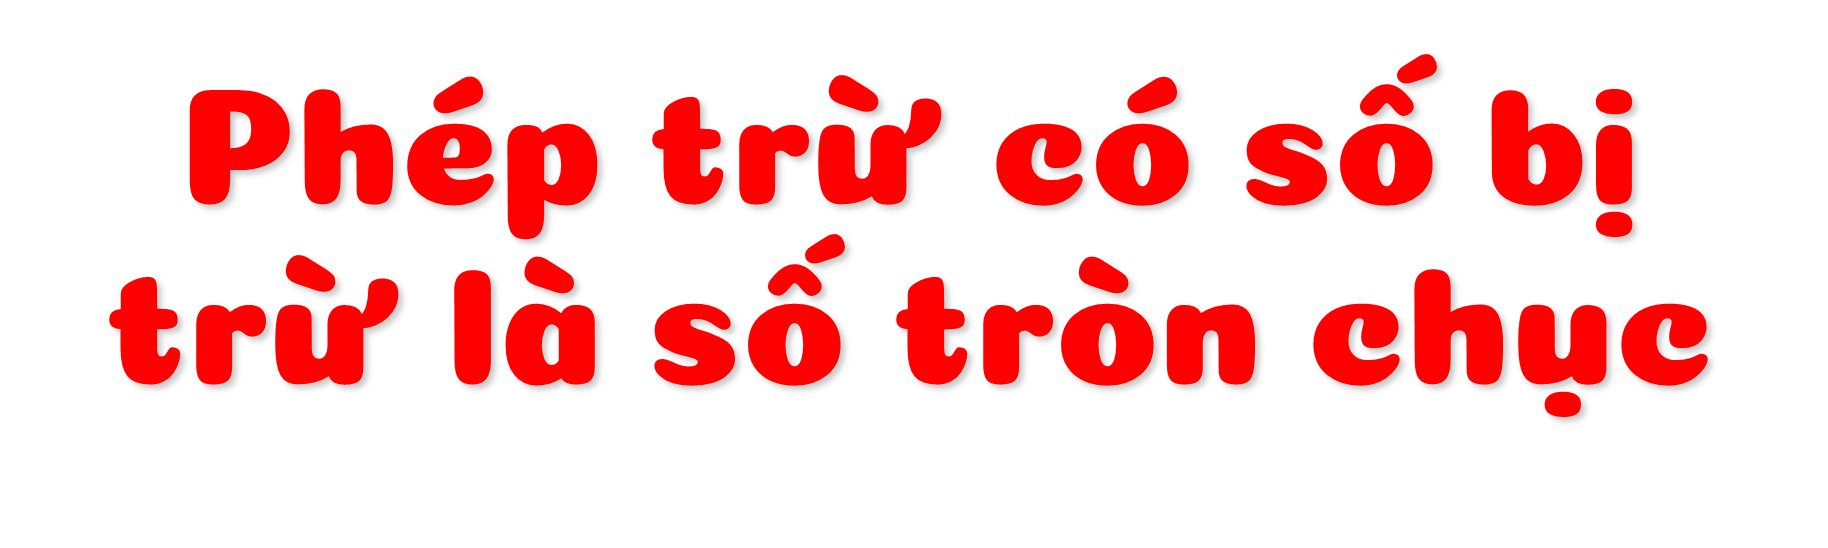 Phép trừ có số bị
trừ là số tròn chục